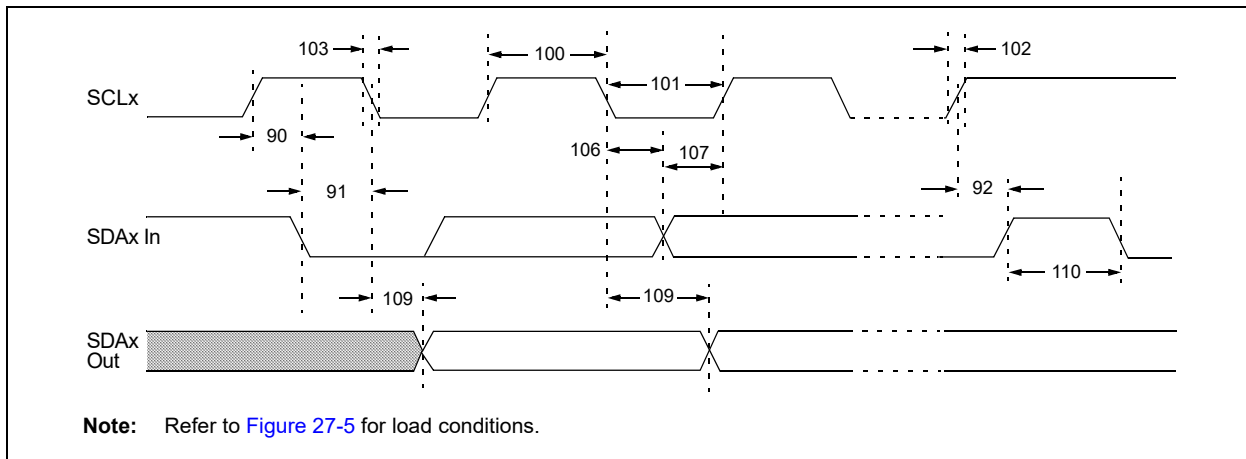 103
100
101
102
SCLx
90
106
107
91
92
SDAx In
110
109
109
SDAx
Out
Note: Refer to Figure 27-5 for load conditions.